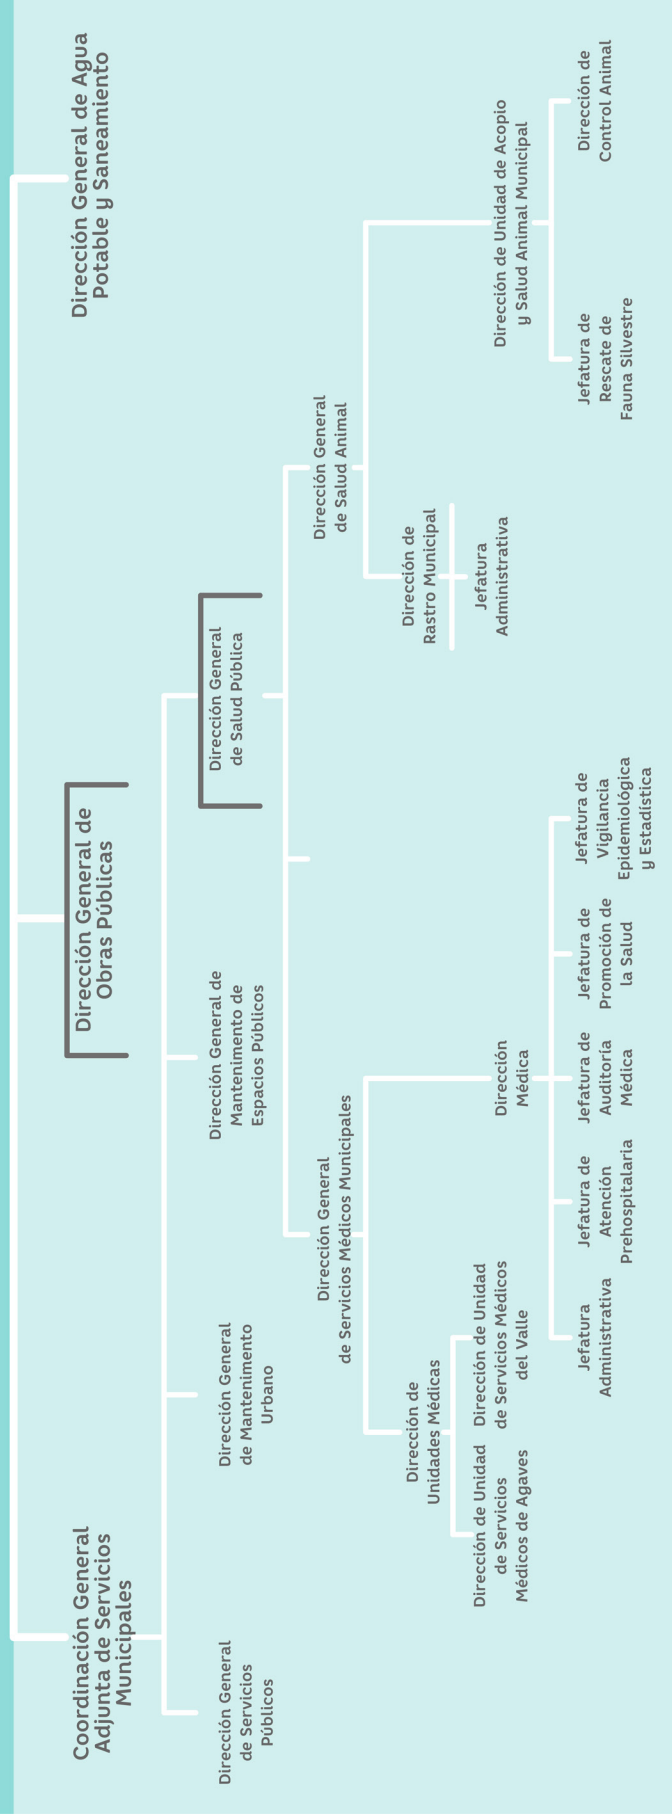 Coordinación General
Adjunta de Servicios
Municipales
Dirección General de
Obras Públicas
Dirección General de Agua
Potable y Saneamiento
Dirección General
de Servicios
Públicos
Dirección General
de Mantenimento
Urbano
Dirección General de
Mantenimento de
Espacios Públicos
Dirección General
de Salud Pública
Dirección General
de Servicios Médicos Municipales
Dirección General
de Salud Animal
Dirección de
Unidades Médicas
Dirección de
Rastro Municipal
Dirección de Unidad
de Servicios
Médicos de Agaves
Dirección de Unidad
de Servicios Médicos
del Valle
Dirección
Médica
Jefatura
Administrativa
Dirección de Unidad de Acopio
y Salud Animal Municipal
Jefatura
Administrativa
Jefatura de
Atención
Prehospitalaria
Jefatura de
Auditoría
Médica
Jefatura de
Promoción de
la Salud
Jefatura de
Vigilancia
Epidemiológica
y Estadística
Jefatura de
Rescate de
Fauna Silvestre
Dirección de
Control Animal